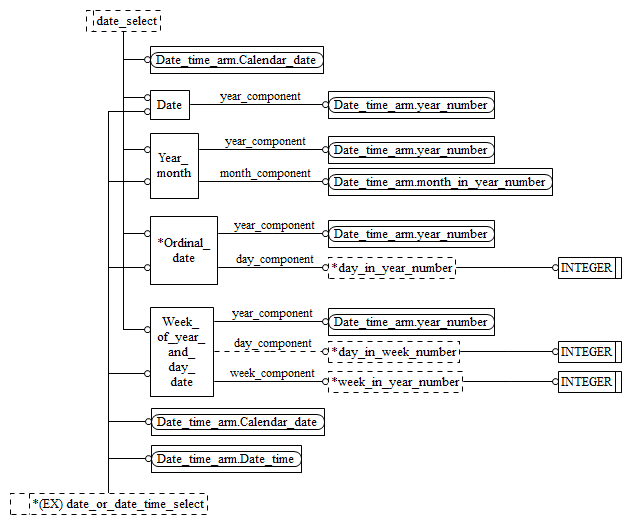 date_select
Date_time_arm.Calendar_date
Date
year_component
Date_time_arm.year_number
Year_
month
year_component
Date_time_arm.year_number
month_component
Date_time_arm.month_in_year_number
*Ordinal_
date
year_component
Date_time_arm.year_number
day_component
*day_in_year_number
INTEGER
Week_
of_year_
and_
day_
date
year_component
Date_time_arm.year_number
day_component
*day_in_week_number
INTEGER
week_component
*week_in_year_number
INTEGER
Date_time_arm.Calendar_date
Date_time_arm.Date_time
*(EX) date_or_date_time_select